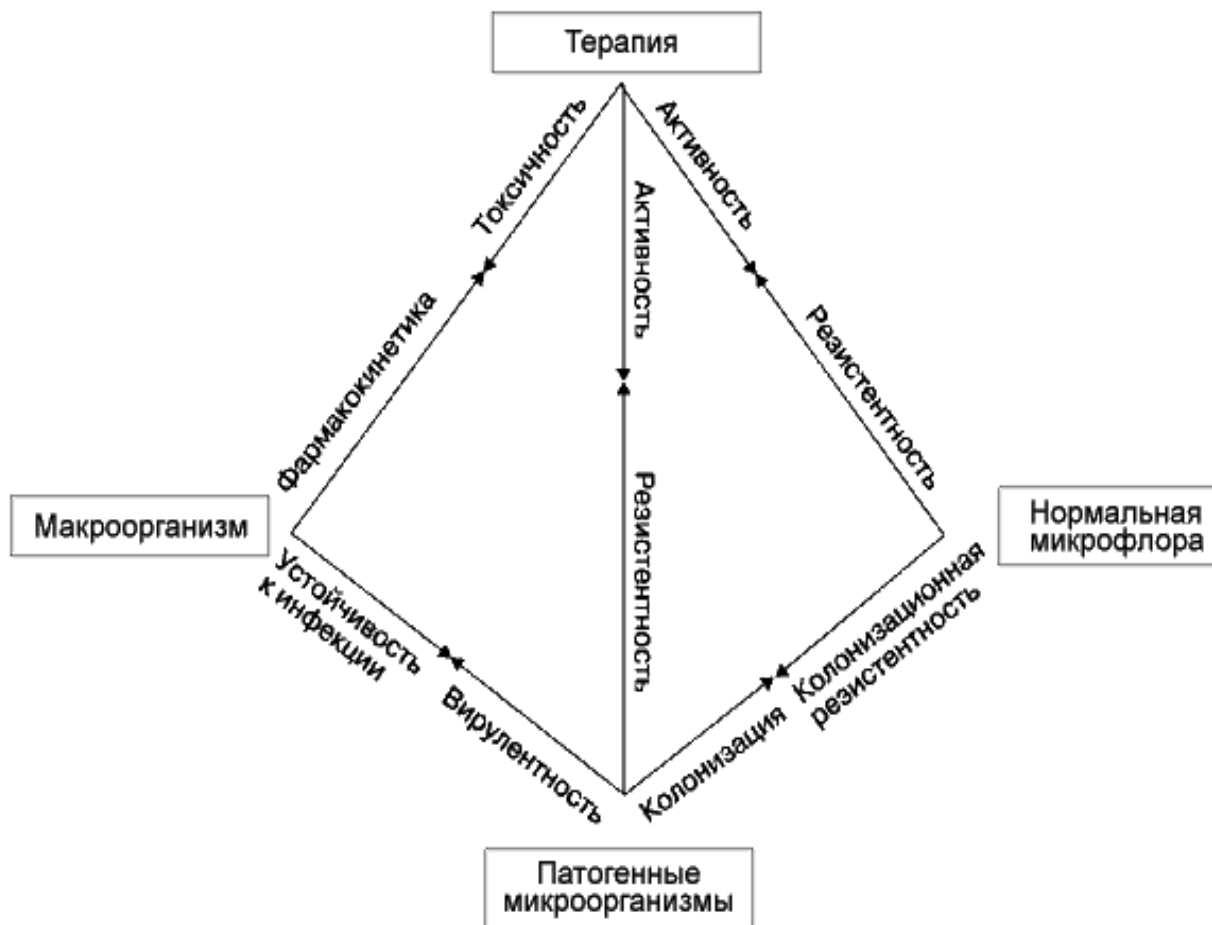 Терапия
Токсичность
Активность
Активность
Фармакокинетика
Резистентность
Резистентность
Макроорганизм
Нормальная
микрофлора
Устойчивость
к инфекции
Колонизационная
резистентность
Вирулентность
Колонизация
Патогенные
микроорганизмы